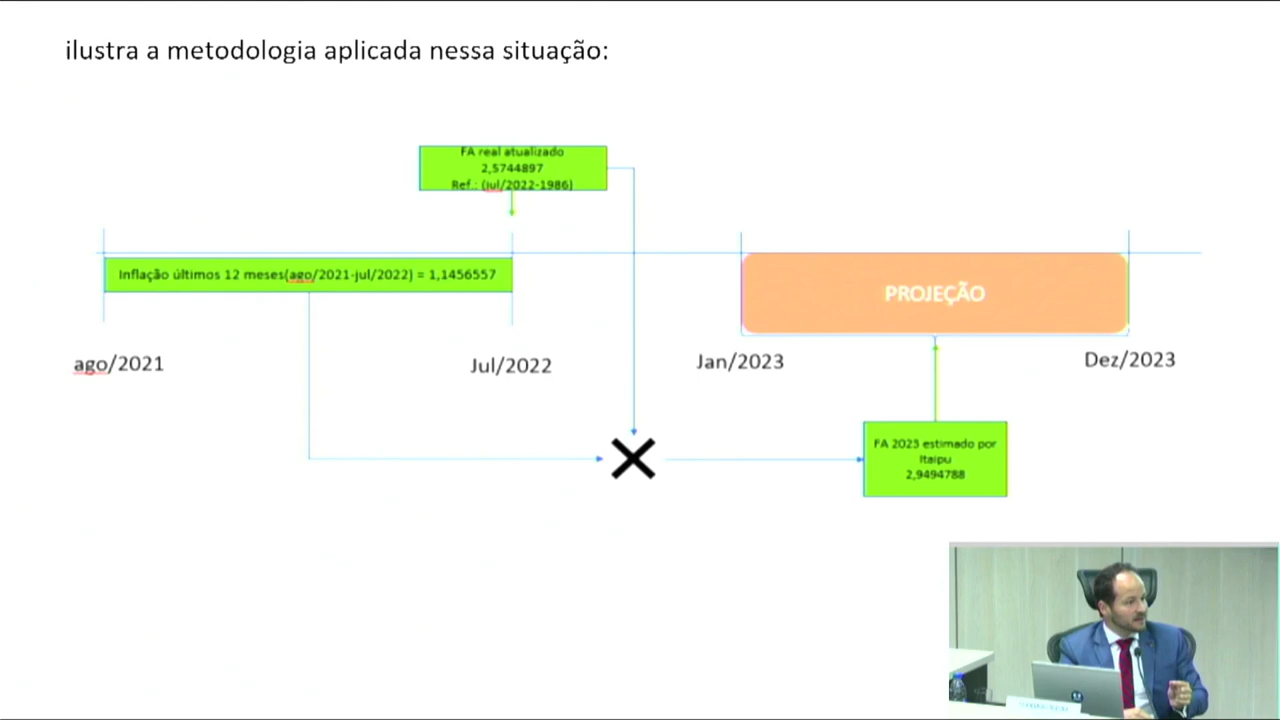 ilustra a metodologia aplicada nessa situação:
FA real atualizado
2,5744897
Ref.: (jul/2022-1986)
Inflação últimos 12 meses(ago/2021-jul/2022) = 1,1456557
PROJEÇÃO
ago/2021
Jul/2022
Jan/2023
Dez/2023
FA 2023 estimado por
Itaipu
2,9494788